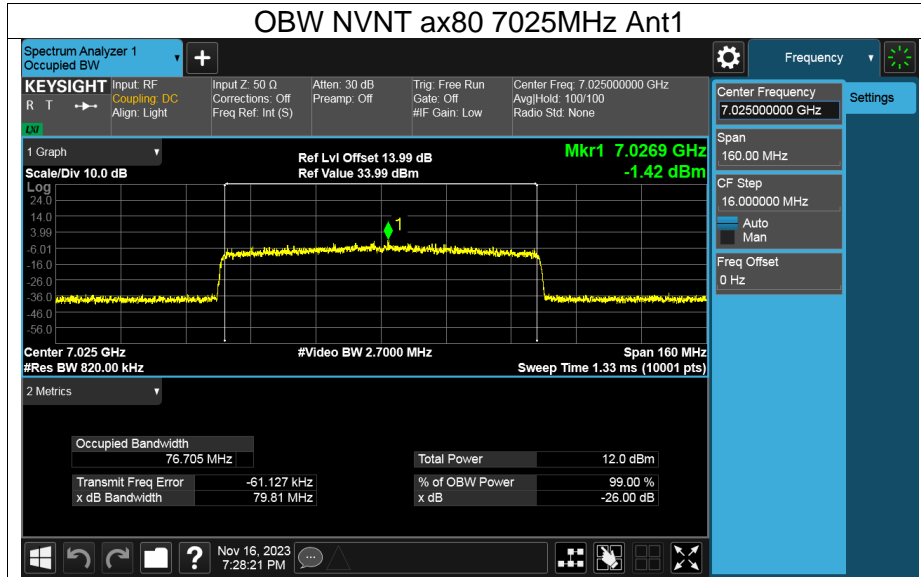 OBW NVNT ax80 7025MHz Ant1
Spectrum Analyzer 1
Occupied BW
Frequency
KEYSIGHT
R T
LXI
Input: RF
Coupling: DC
Align: Light
Input Z: 50 Ω
Corrections: Off
Freq Ref: Int (S)
Atten: 30 dB
Preamp: Off
Trig: Free Run
Gate: Off
#IF Gain: Low
Center Freq: 7.025000000 GHz
Avg|Hold: 100/100
Radio Std: None
Center Frequency
7.025000000 GHz
Settings
Span
160.00 MHz
CF Step
16.000000 MHz
Auto
Man
Freq Offset
0 Hz
1 Graph
Scale/Div 10.0 dB
Ref Lvl Offset 13.99 dB
Ref Value 33.99 dBm
Mkr1 7.0269 GHz
-1.42 dBm
Log
24.0
14.0
3.99
-6.01
-16.0
-26.0
-36.0
-46.0
-56.0
1
Center 7.025 GHz
#Res BW 820.00 kHz
#Video BW 2.7000 MHz
Span 160 MHz
Sweep Time 1.33 ms (10001 pts)
2 Metrics
Occupied Bandwidth
76.705 MHz
Transmit Freq Error -61.127 kHz
x dB Bandwidth 79.81 MHz
Total Power 12.0 dBm
% of OBW Power 99.00 %
x dB -26.00 dB
?
Nov 16, 2023
7:28:21 PM